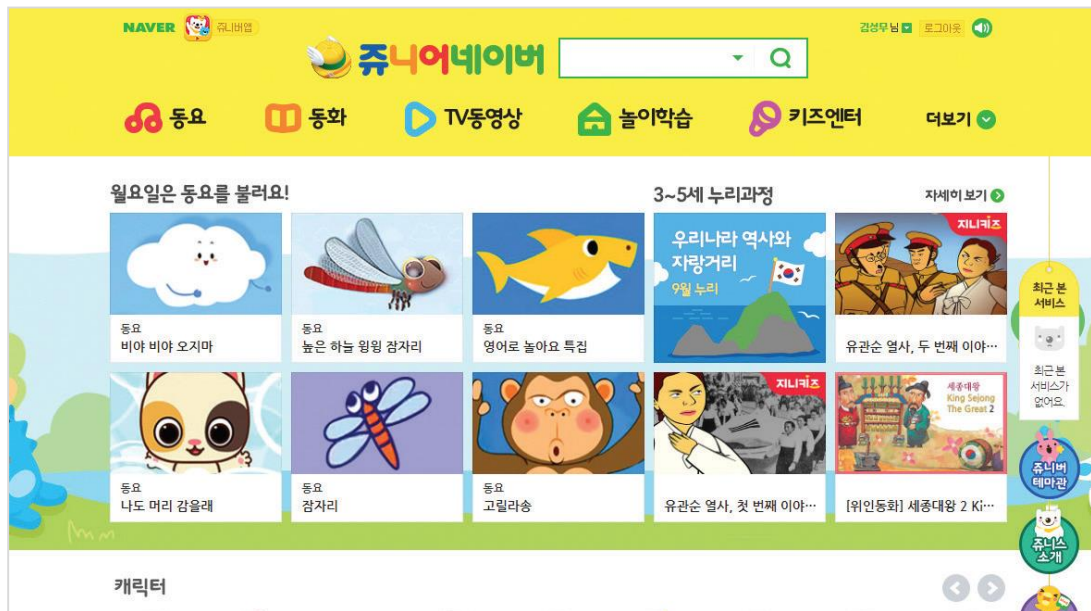 NAVER 쥬니버앱
김성무 님 로그아웃
쥬니어네이버
동요 동화 TV동영상 놀이학습 키즈엔터 더보기
월요일은 동요를 불러요!
3~5세 누리과정 자세히 보기
우리나라 역사와
자랑거리
9월 누리
지니키즈
동요
비야 비야 오지마
동요
높은 하늘 윙윙 잠자리
동요
영어로 놀아요 특집
유관순 열사, 두 번째 이야…
최근 본
서비스
최근 본
서비스가
없어요.
지니키즈
세종대왕
King Sejong
The Great 2
동요
나도 머리 감을래
동요
잠자리
동요
고릴라송
유관순 열사, 첫 번째 이야…
[위인동화] 세종대왕 2 Ki…
쥬니버
테마관
쥬니스
소개
캐릭터